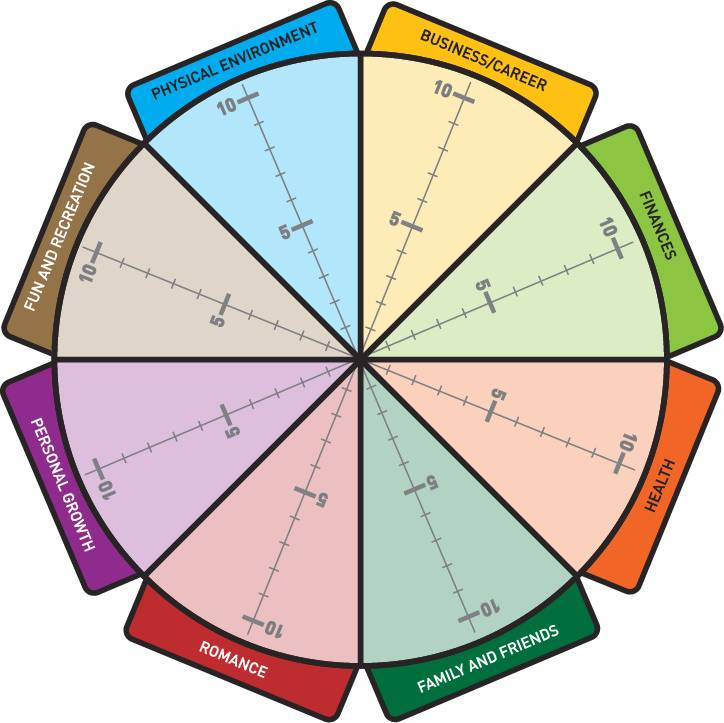 PHYSICAL ENVIRONMENT
10
5
BUSINESS/CAREER
10
5
FINANCES
10
5
HEALTH
10
5
FAMILY AND FRIENDS
10
5
ROMANCE
10
5
PERSONAL GROWTH
10
5
FUN AND RECREATION
10
5